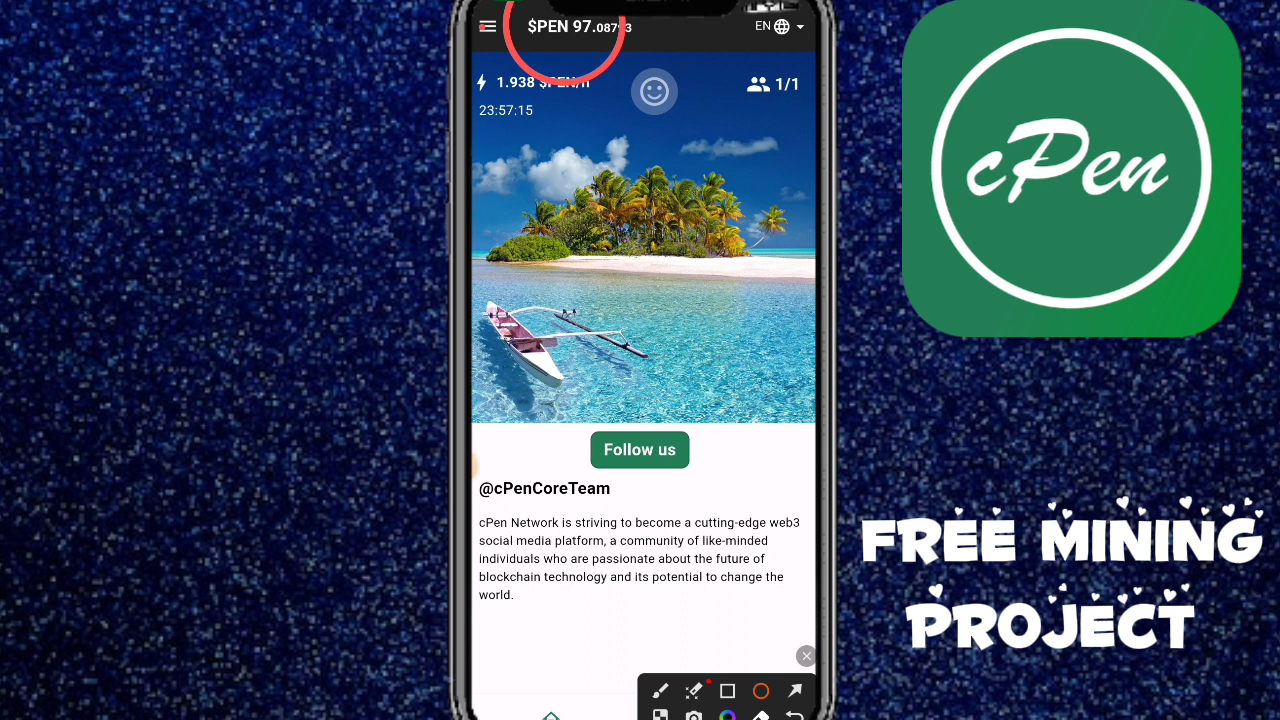 $PEN 97.08793
EN
1.938 $PEN/h
1/1
23:57:15
cPen
Follow us
@cPenCoreTeam
cPen Network is striving to become a cutting-edge web3
social media platform, a community of like-minded
individuals who are passionate about the future of
blockchain technology and its potential to change the
world.
FREE MINING
PROJECT